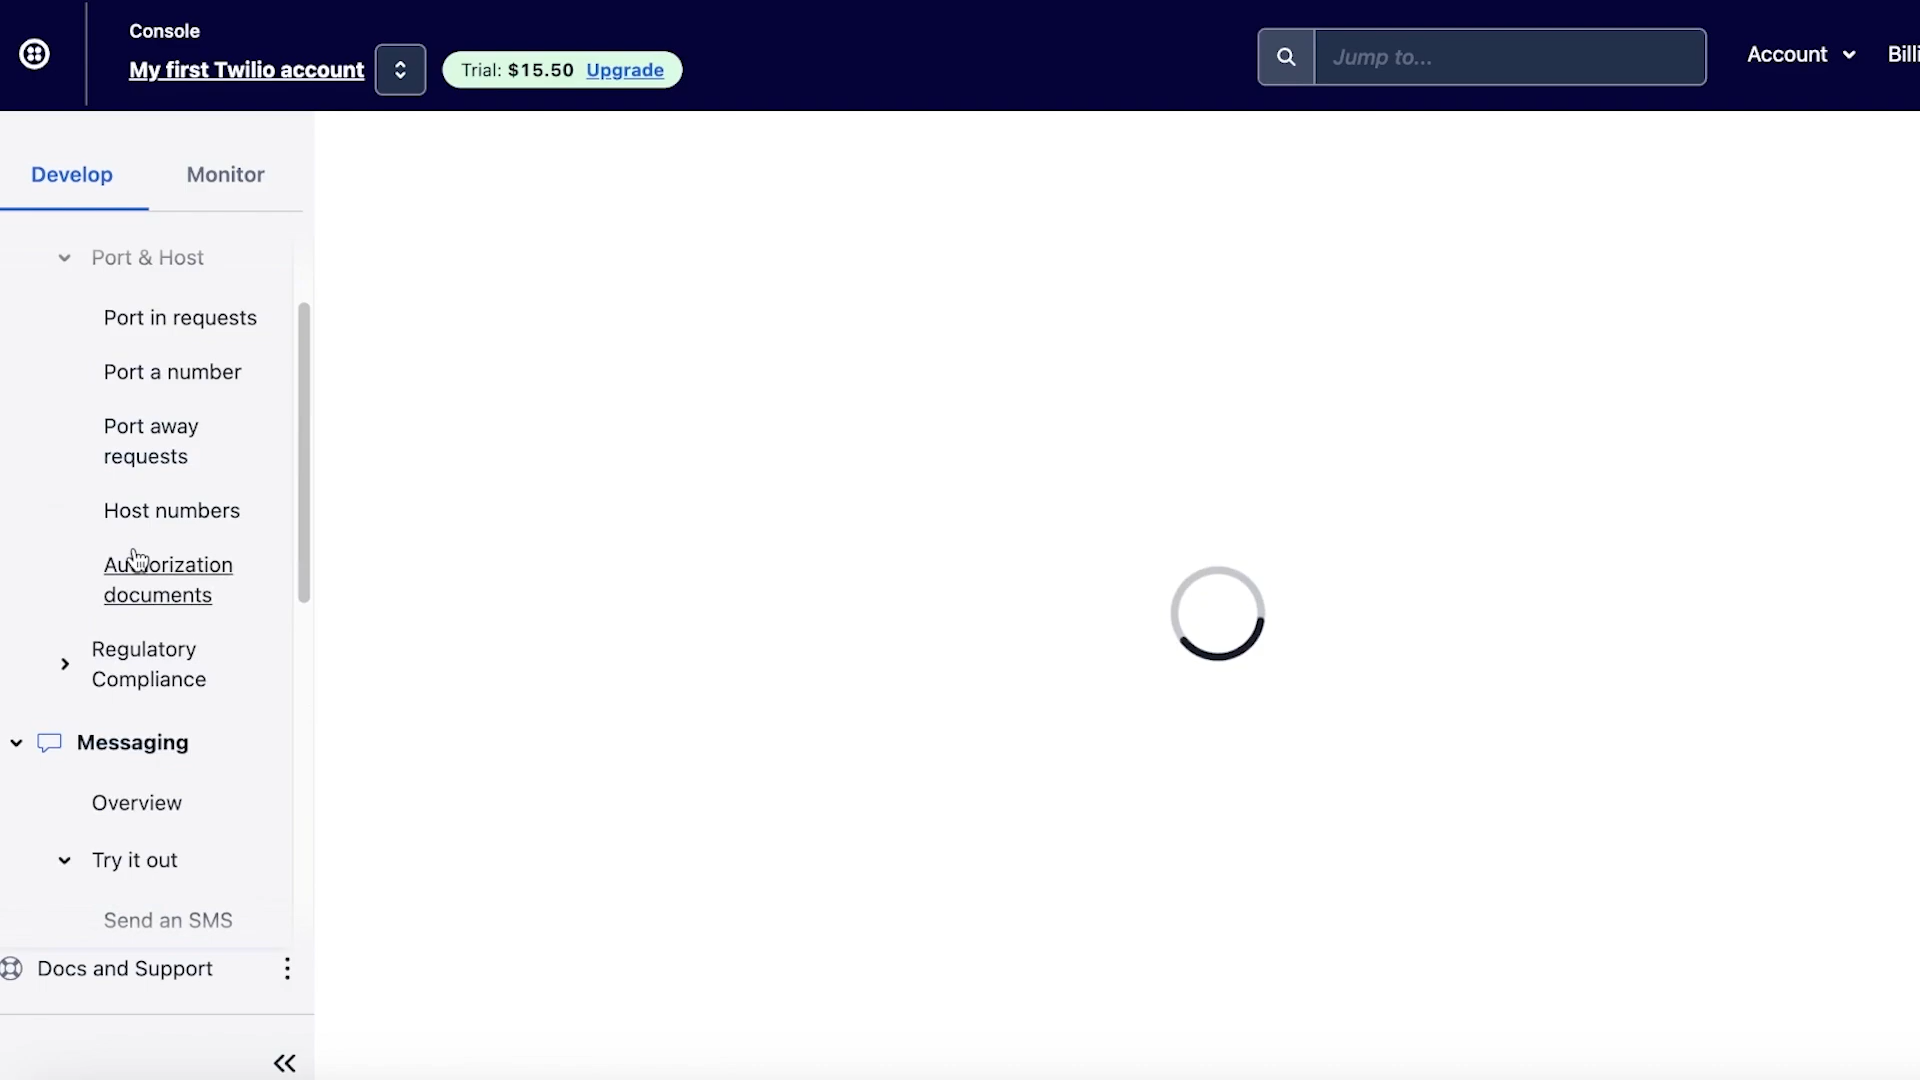 Console
My first Twilio account
Trial: $15.50 Upgrade
Jump to...
Account
Develop
Monitor
Port & Host
Port in requests
Port a number
Port away
requests
Host numbers
Authorization
documents
Regulatory
Compliance
Messaging
Overview
Try it out
Send an SMS
Docs and Support